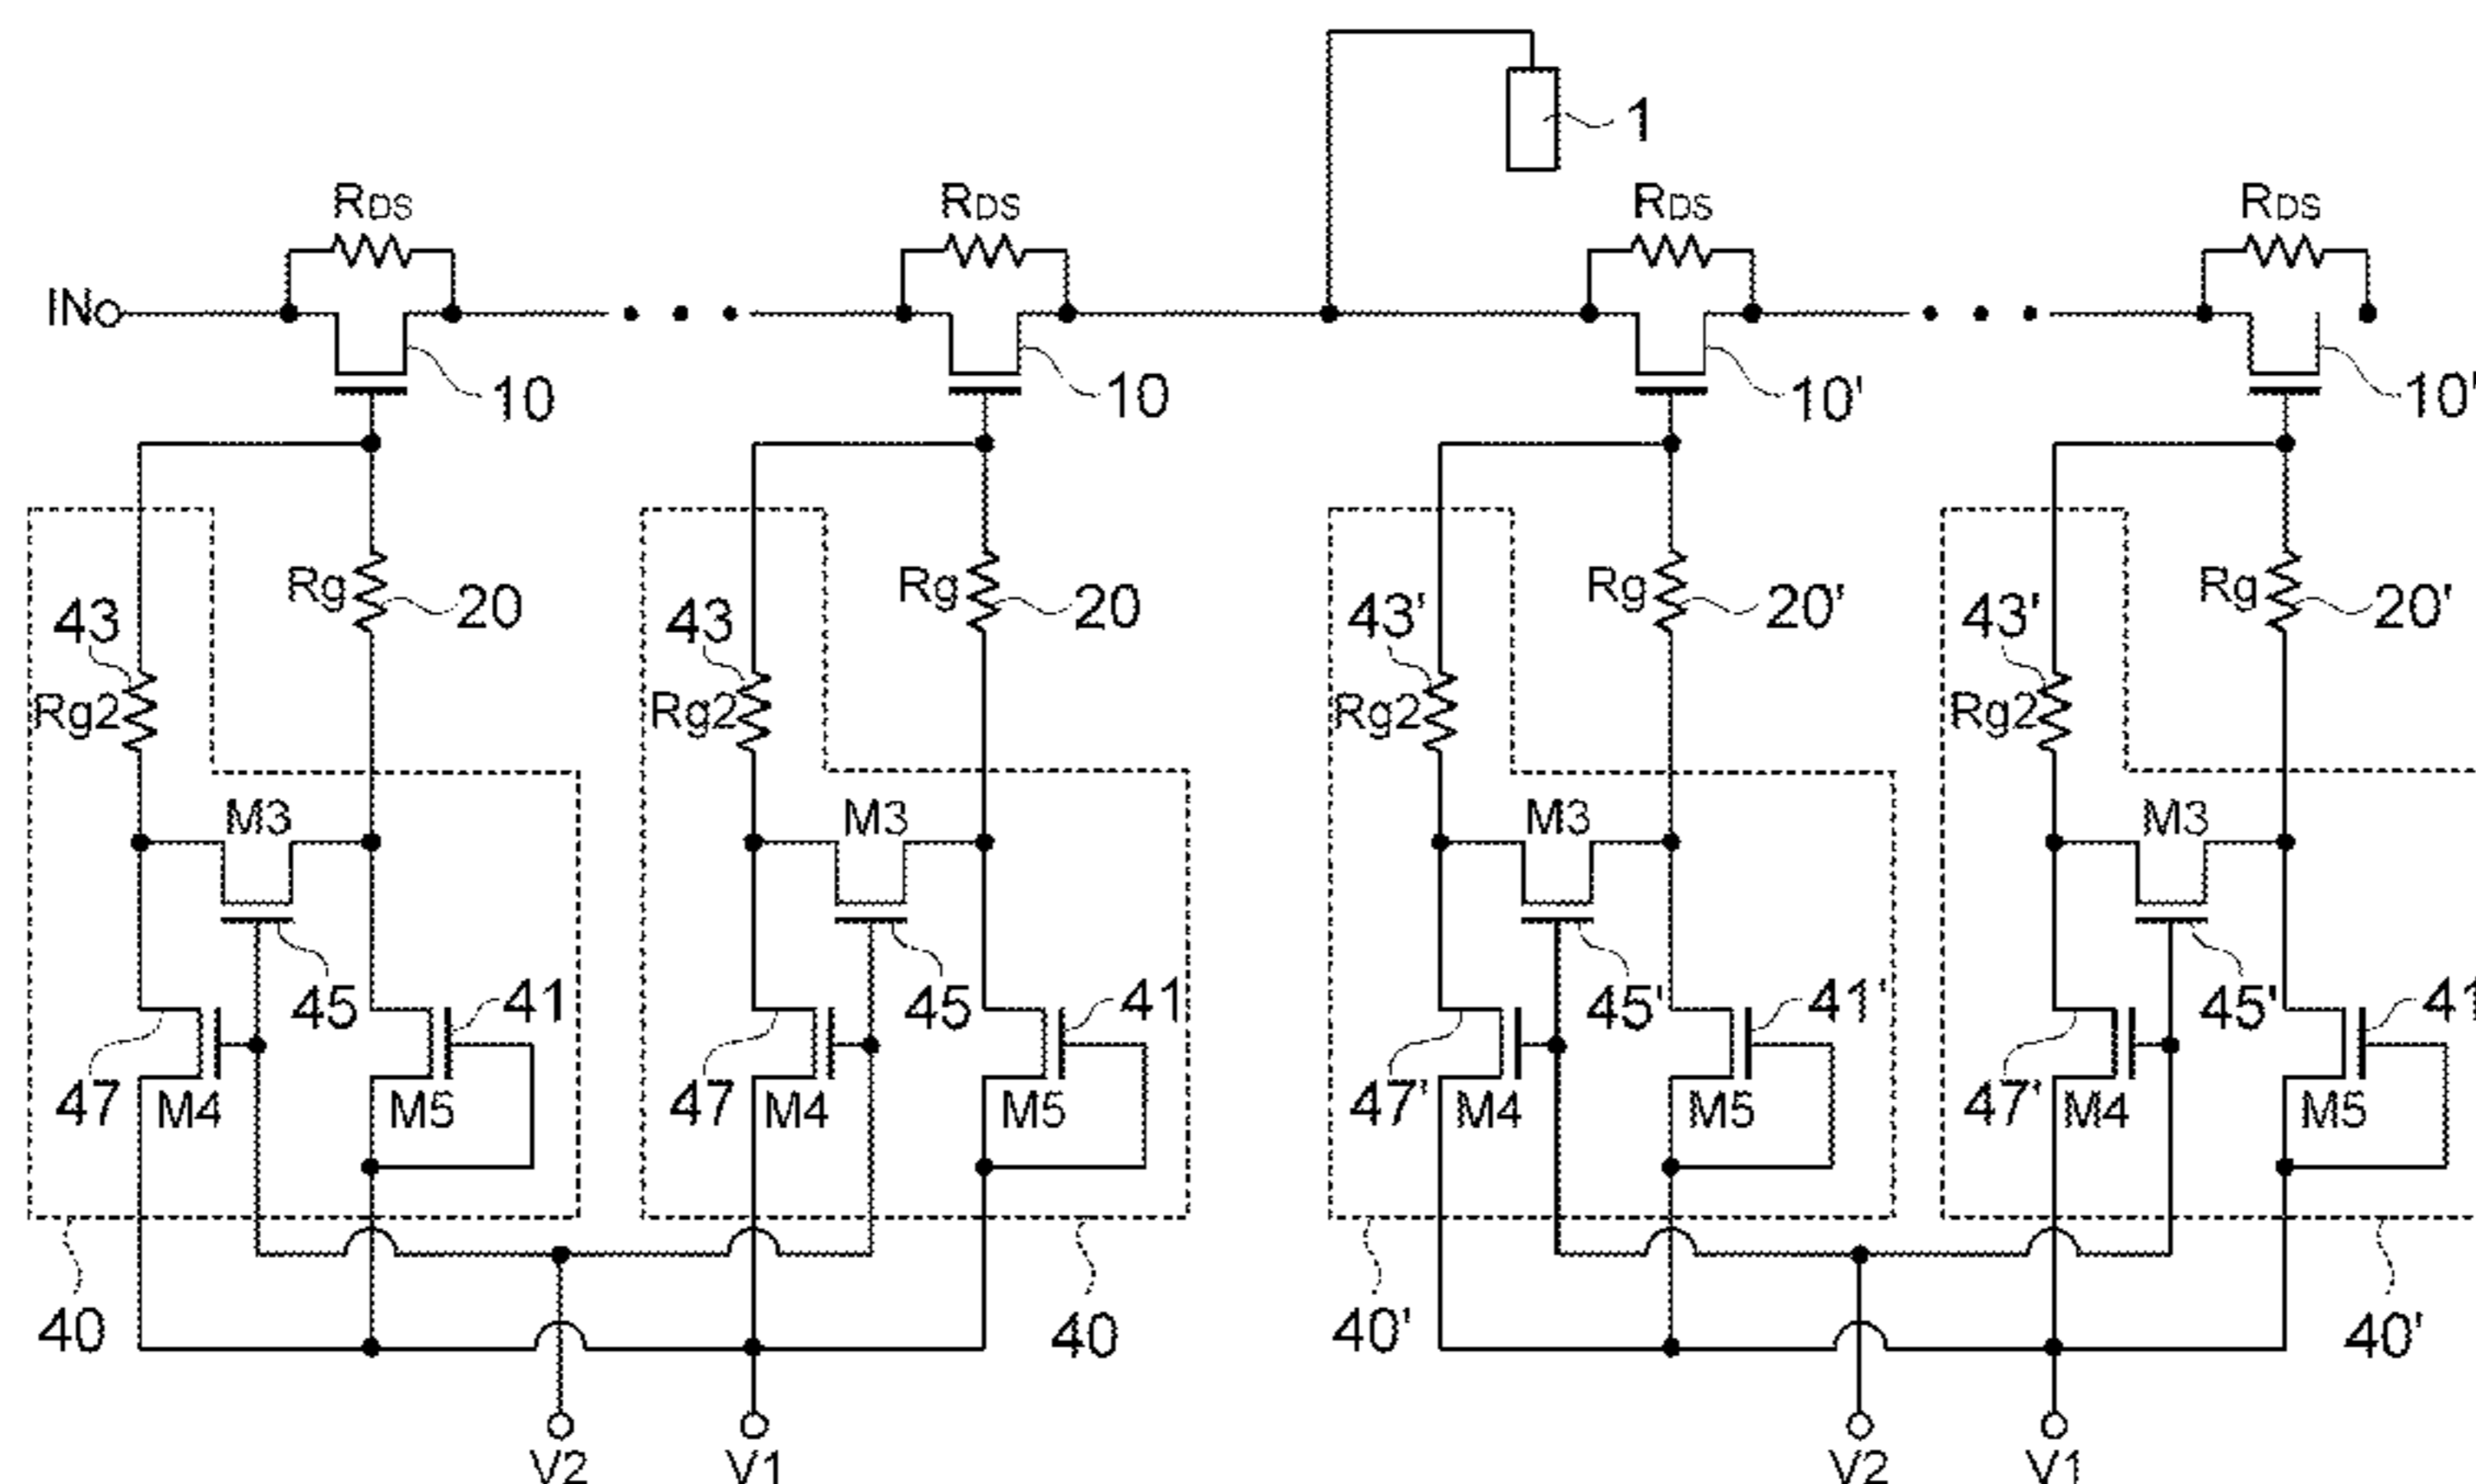 1
RDS RDS RDS RDS
IN
10 10 10' 10'
Rg 20 Rg 20 Rg 20' Rg 20'
43 43 43' 43'
Rg2 Rg2 Rg2 Rg2
M3 M3 M3 M3
45 41 45 41 45' 41' 45' 41
47 M4 M5 47 M4 M5 47' M4 M5 47' M4 M5
40 40 40' 40'
V2 V1 V2 V1